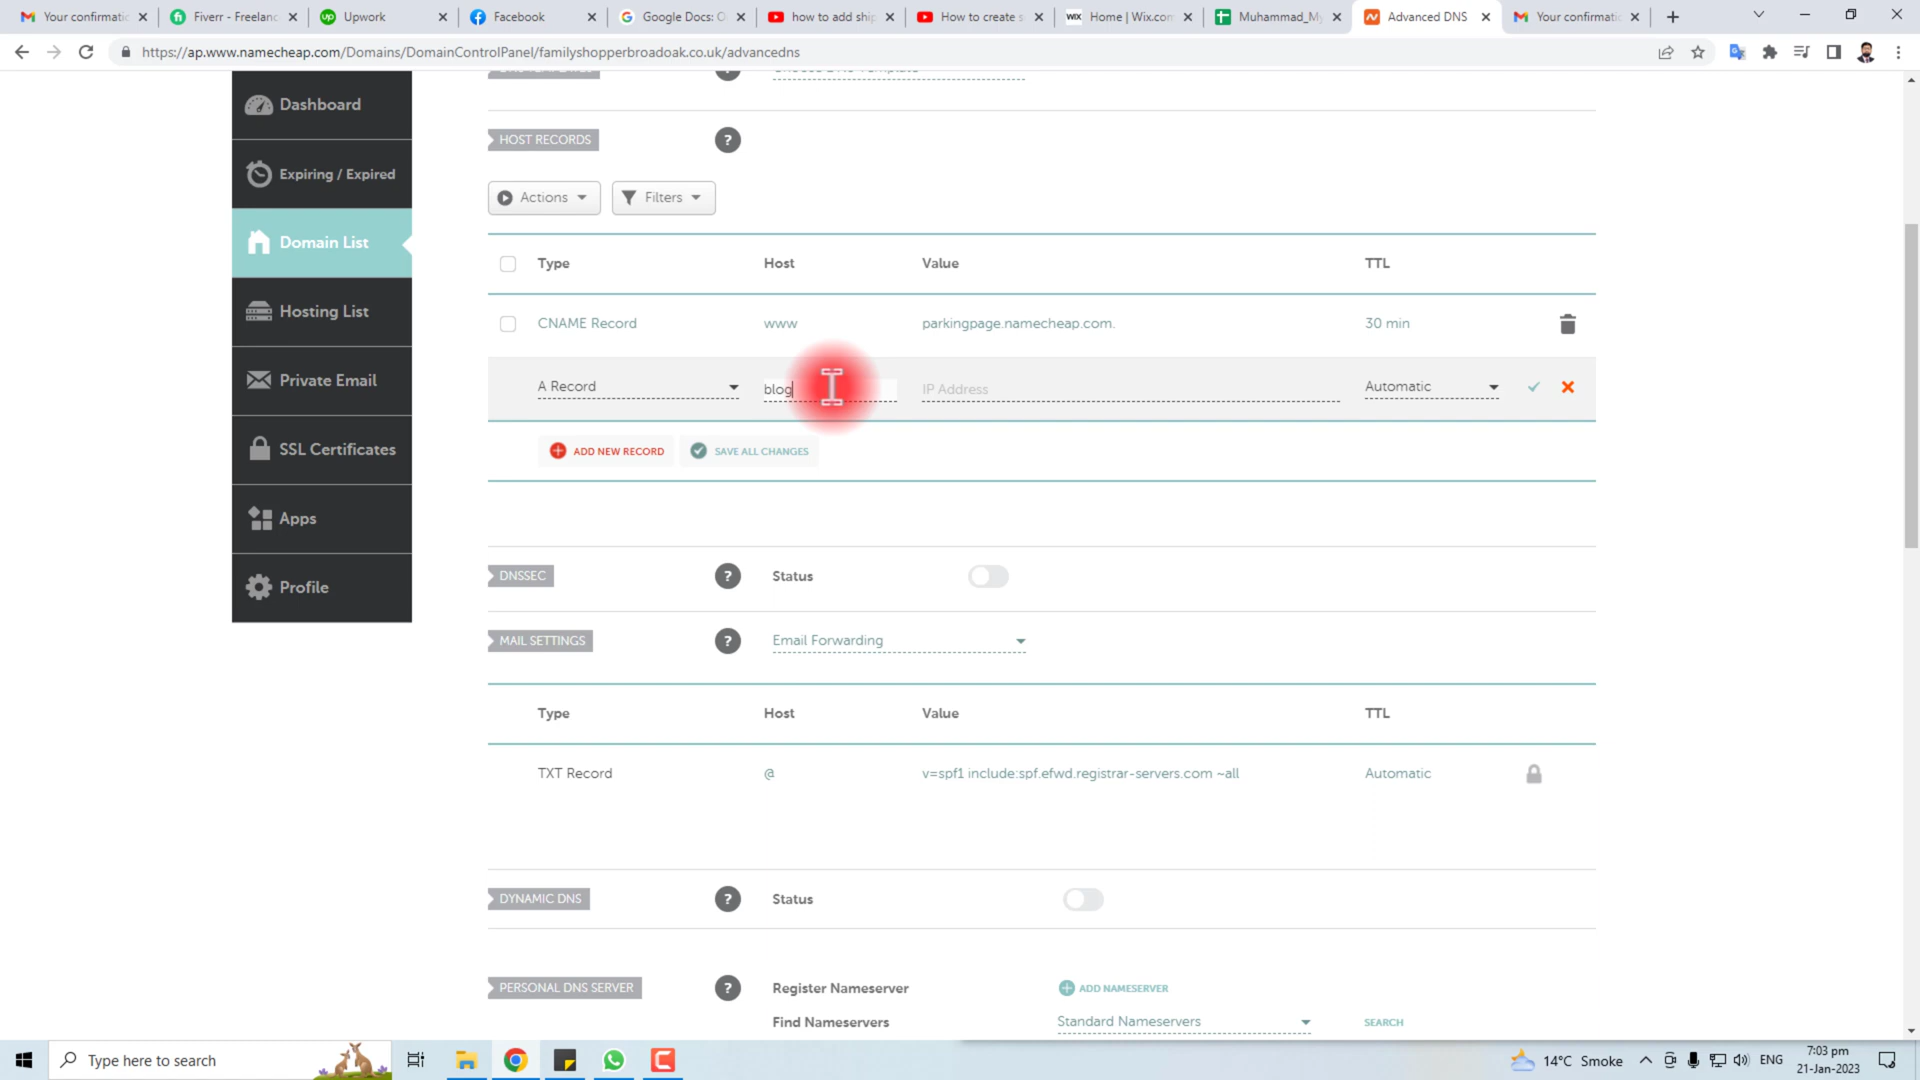 Your confirmatic
Fiverr - Freelanc
Upwork
Facebook
Google Docs: O
how to add ship
How to create s
WIX Home | Wix.com
Muhammad_My
Advanced DNS
Your confirmatic
https://ap.www.namecheap.com/Domains/DomainControlPanel/familyshopperbroadoak.co.uk/advancedns
Dashboard
Expiring / Expired
Domain List
Hosting List
Private Email
SSL Certificates
Apps
Profile
HOST RECORDS ?
Actions Filters
Type Host Value TTL
CNAME Record www parkingpage.namecheap.com. 30 min
A Record blog IP Address Automatic
ADD NEW RECORD SAVE ALL CHANGES
DNSSEC ? Status
MAIL SETTINGS ? Email Forwarding
Type Host Value TTL
TXT Record @ v=spf1 include:spf.efwd.registrar-servers.com ~all Automatic
DYNAMIC DNS ? Status
PERSONAL DNS SERVER ? Register Nameserver ADD NAMESERVER
Find Nameservers Standard Nameservers SEARCH
Type here to search
14°C Smoke
ENG
7:03 pm
21-Jan-2023